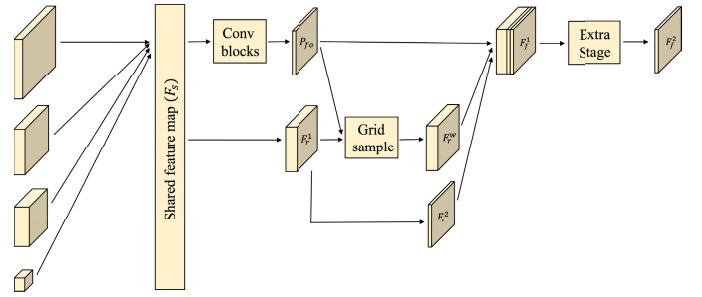 Conv
blocks
P_fo
F_f^1
Extra
Stage
F_f^2
Shared feature map (F_s)
F_r^1
Grid
sample
F_r^w
F_r^2